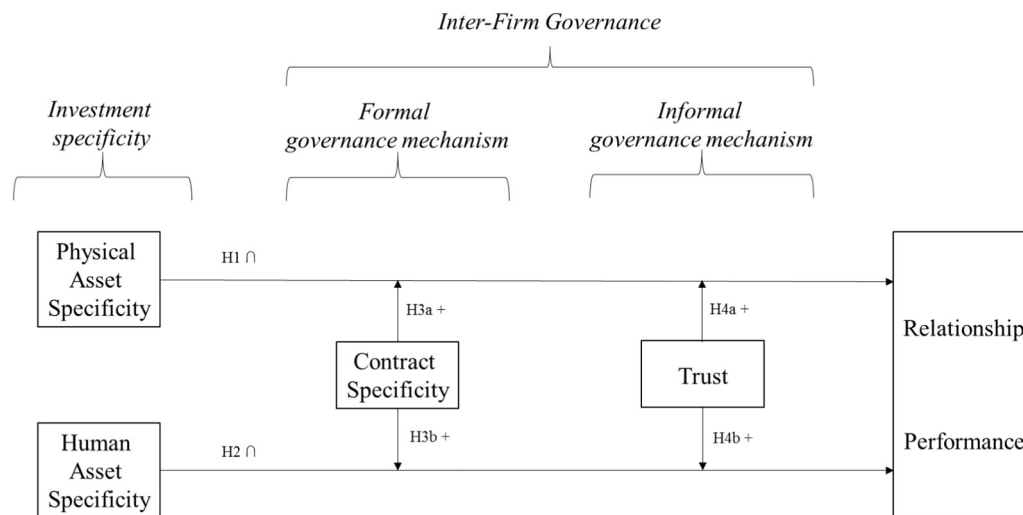 Inter-Firm Governance
Investment
specificity
Formal
governance mechanism
Informal
governance mechanism
Physical
Asset
Specificity
H1 ∩
H3a +
H4a +
Contract
Specificity
Trust
H3b +
H4b +
Human
Asset
Specificity
H2 ∩
Relationship
Performance